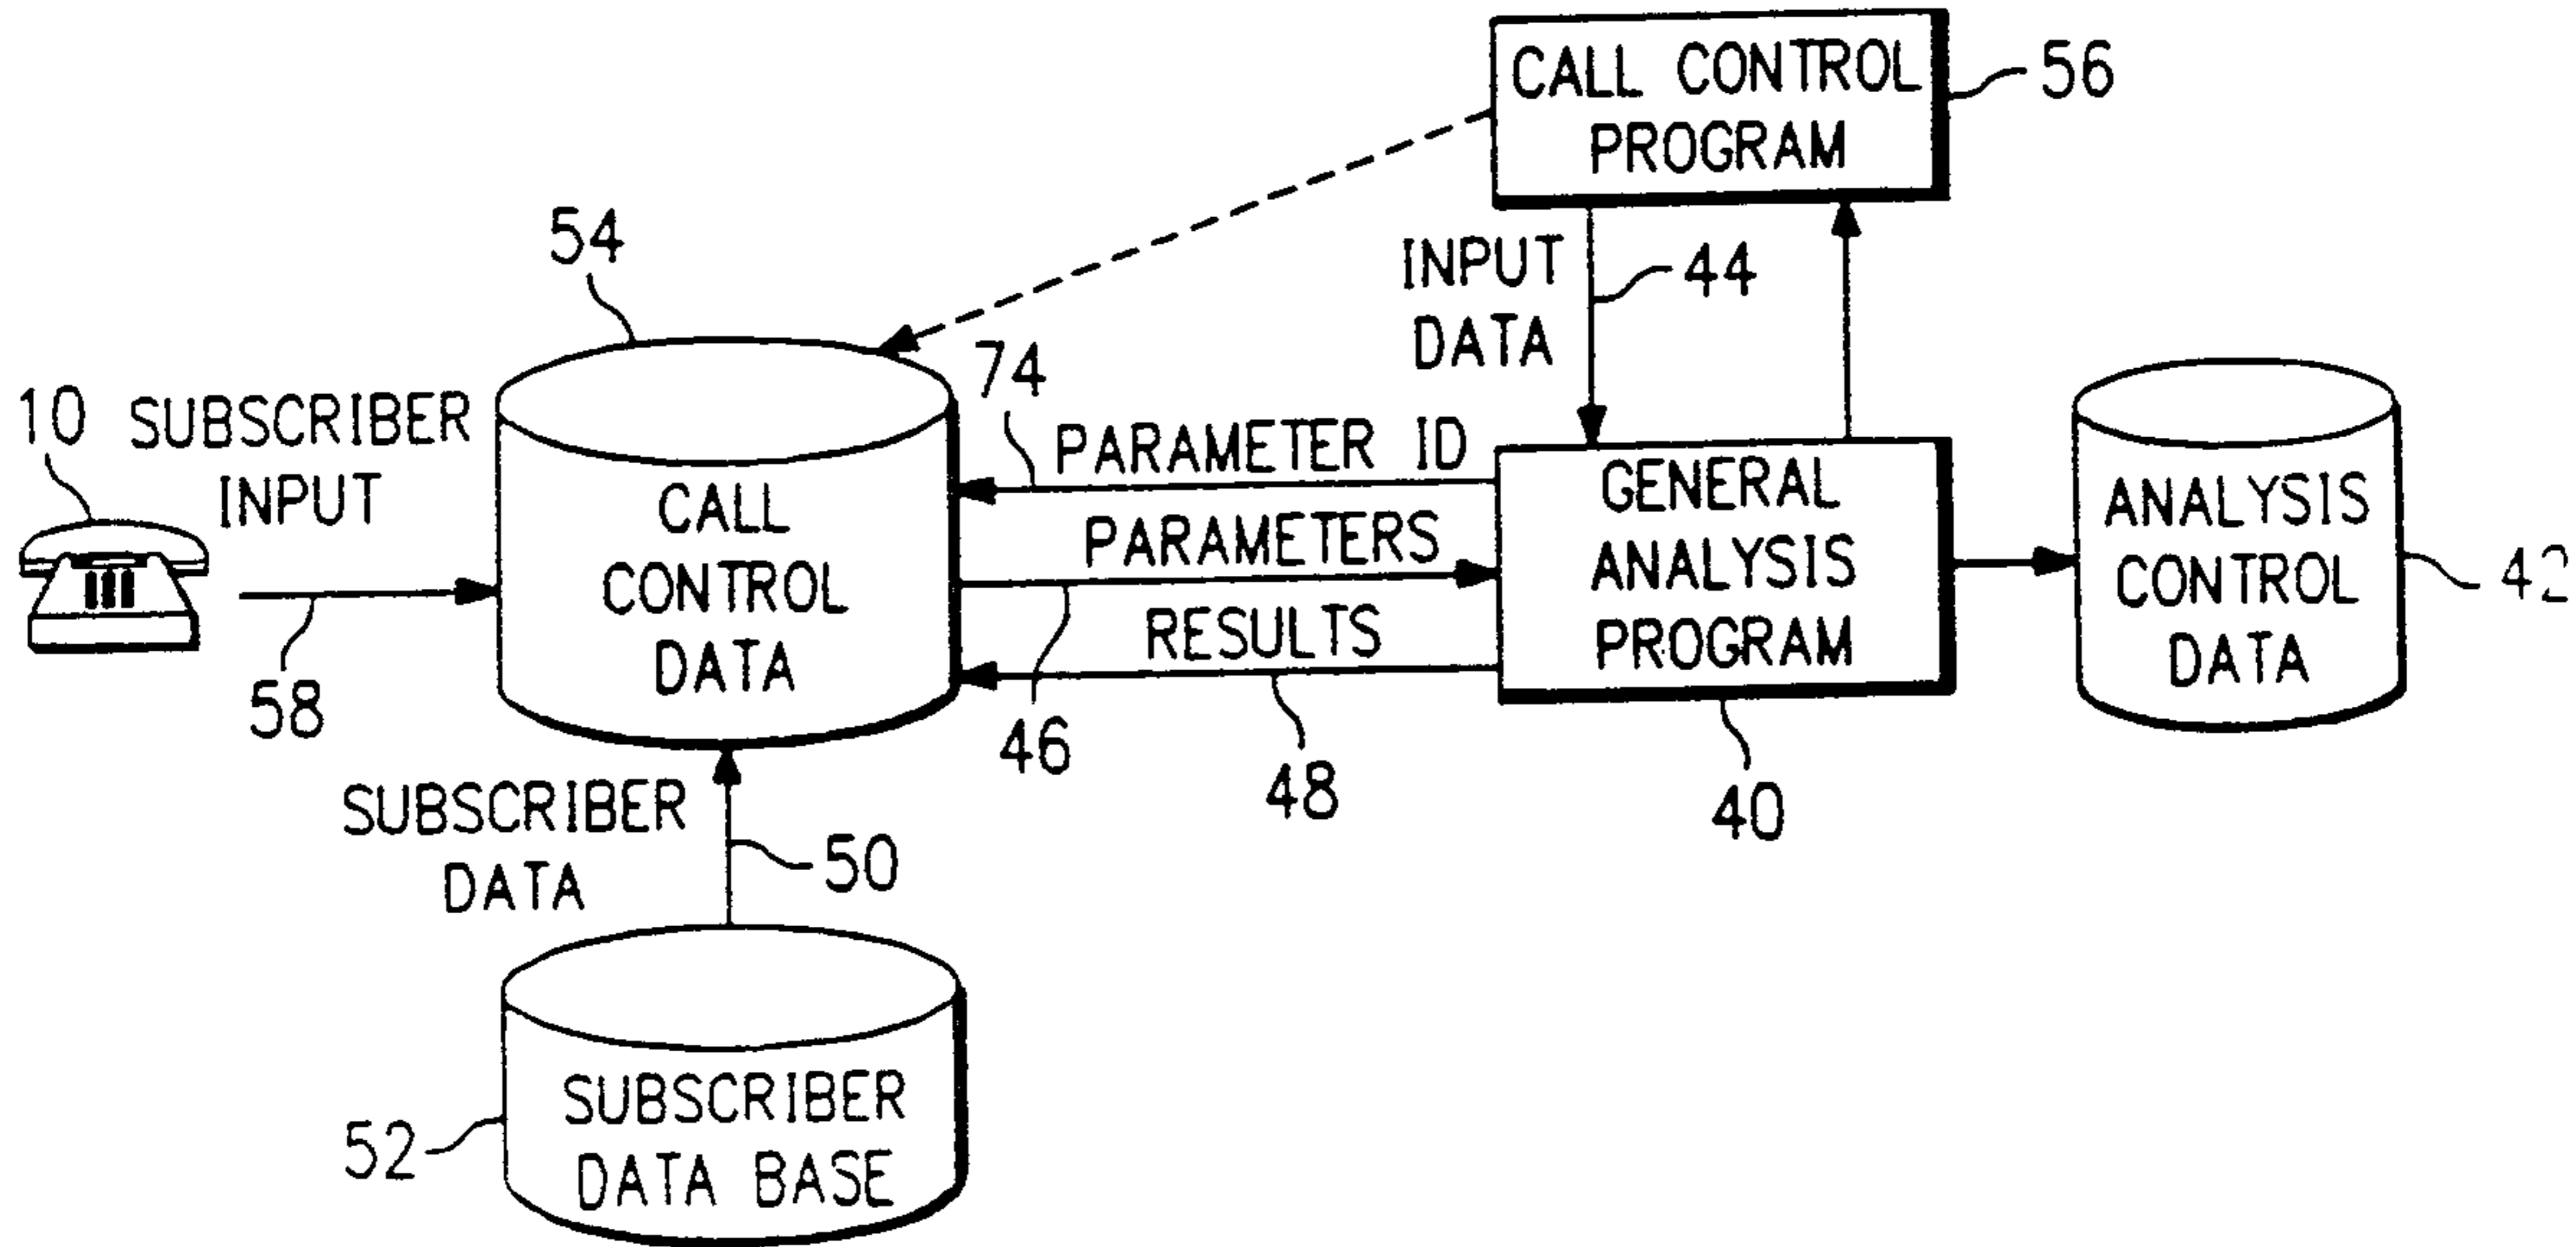 CALL CONTROL
PROGRAM
56
54
INPUT
DATA
44
10
SUBSCRIBER
INPUT
58
74
PARAMETER ID
PARAMETERS
46
RESULTS
48
CALL
CONTROL
DATA
GENERAL
ANALYSIS
PROGRAM
40
ANALYSIS
CONTROL
DATA
42
SUBSCRIBER
DATA
50
SUBSCRIBER
DATA BASE
52